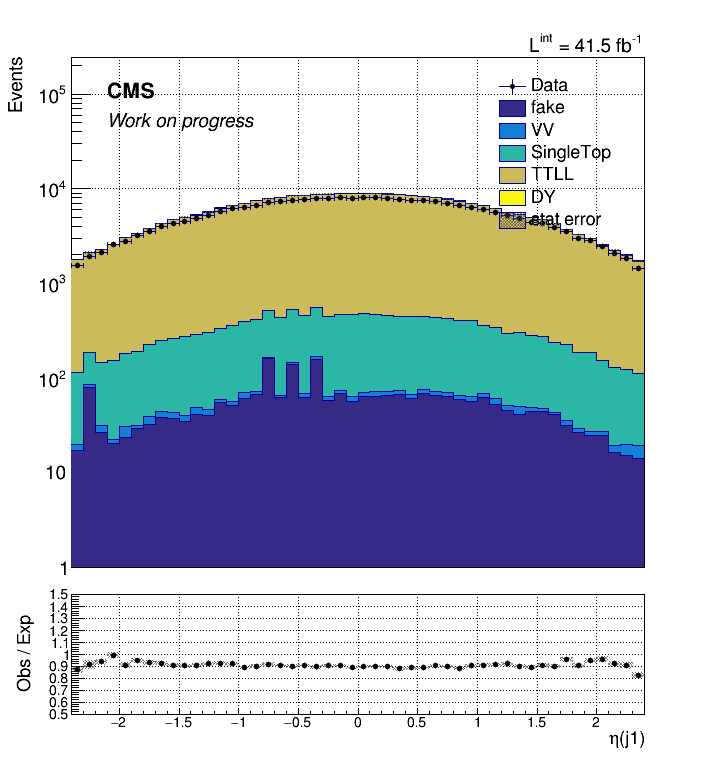 L^int = 41.5 fb^-1
Events
CMS
Work on progress
Data
fake
VV
SingleTop
TTLL
DY
stat error
10^5
10^4
10^3
10^2
10
1
Obs / Exp
1.5
1.4
1.3
1.2
1.1
1
0.9
0.8
0.7
0.6
0.5
−2 −1.5 −1 −0.5 0 0.5 1 1.5 2
η(j1)